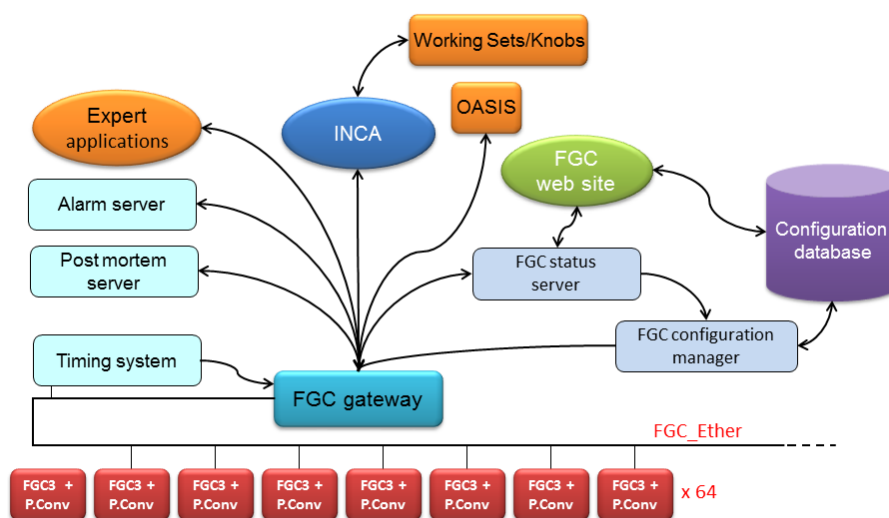 Working Sets/Knobs
Expert
applications
INCA
OASIS
FGC
web site
Alarm server
Configuration
database
Post mortem
server
FGC status
server
FGC configuration
manager
Timing system
FGC gateway
FGC_Ether
FGC3 +
P.Conv
FGC3 +
P.Conv
FGC3 +
P.Conv
FGC3 +
P.Conv
FGC3 +
P.Conv
FGC3 +
P.Conv
FGC3 +
P.Conv
FGC3 +
P.Conv
x 64